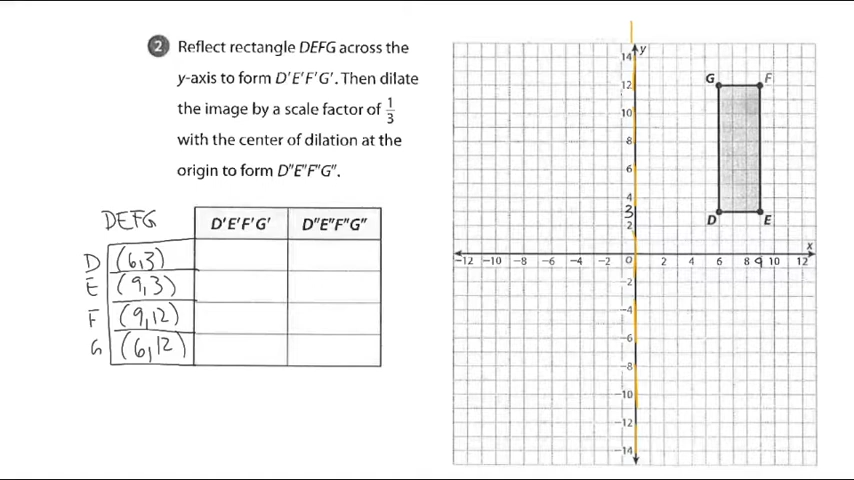 2 Reflect rectangle DEFG across the
y-axis to form D′E′F′G′. Then dilate
the image by a scale factor of 1/3
with the center of dilation at the
origin to form D″E″F″G″.
DEFG D′E′F′G′ D″E″F″G″
D (6,3)
E (9,3)
F (9,12)
G (6,12)
y
14
G F
12
10
8
6
4
3
2
D E
x
−12 −10 −8 −6 −4 −2 0 2 4 6 8 9 10 12
−2
−4
−6
−8
−10
−12
−14